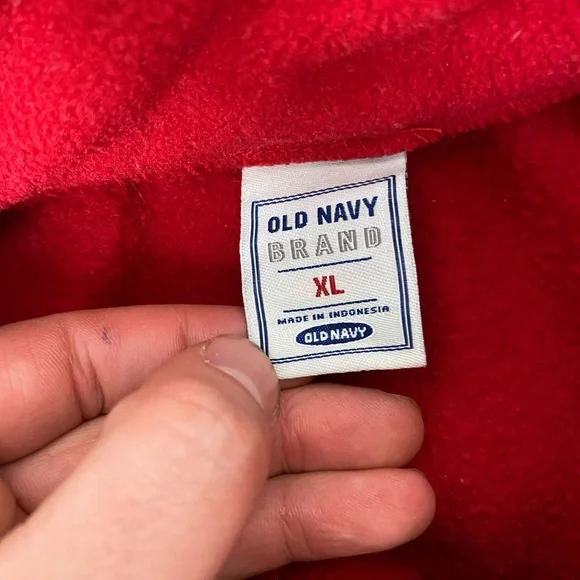 OLD NAVY
BRAND
XL
MADE IN INDONESIA
OLD NAVY